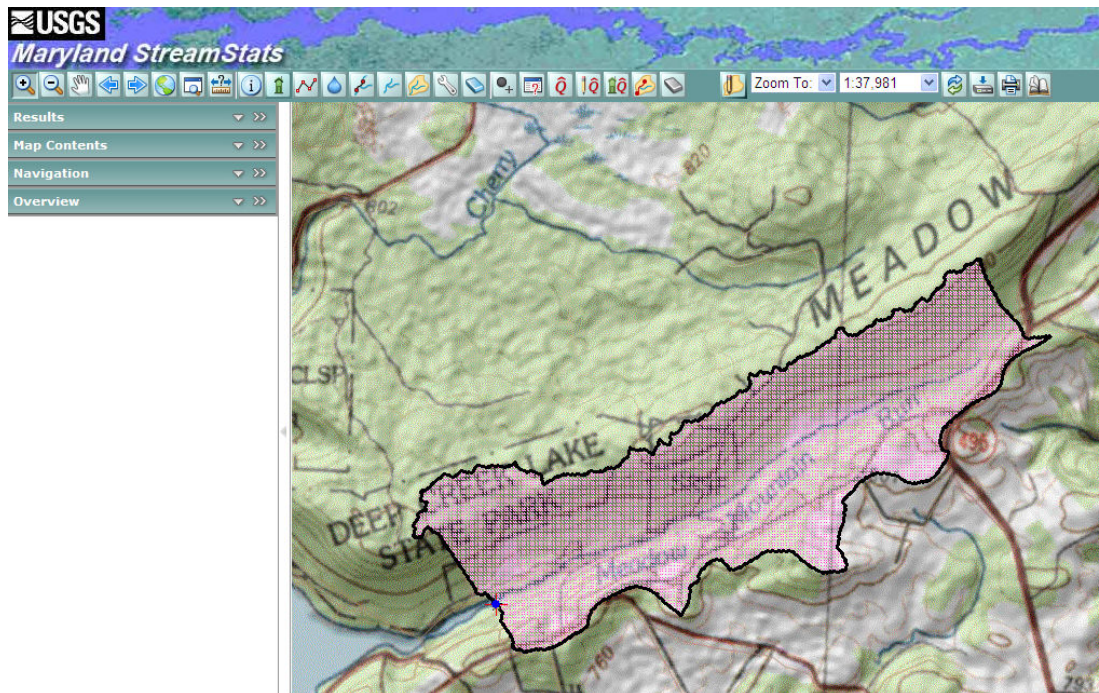 USGS
Maryland StreamStats
Zoom To:
1:37,981
Results
Map Contents
Navigation
Overview
Cherry
820
802
MEADOW
CLSP
DEEP CREEK LAKE
STATE PARK
Run
495
Mountain
Meadow
760
793